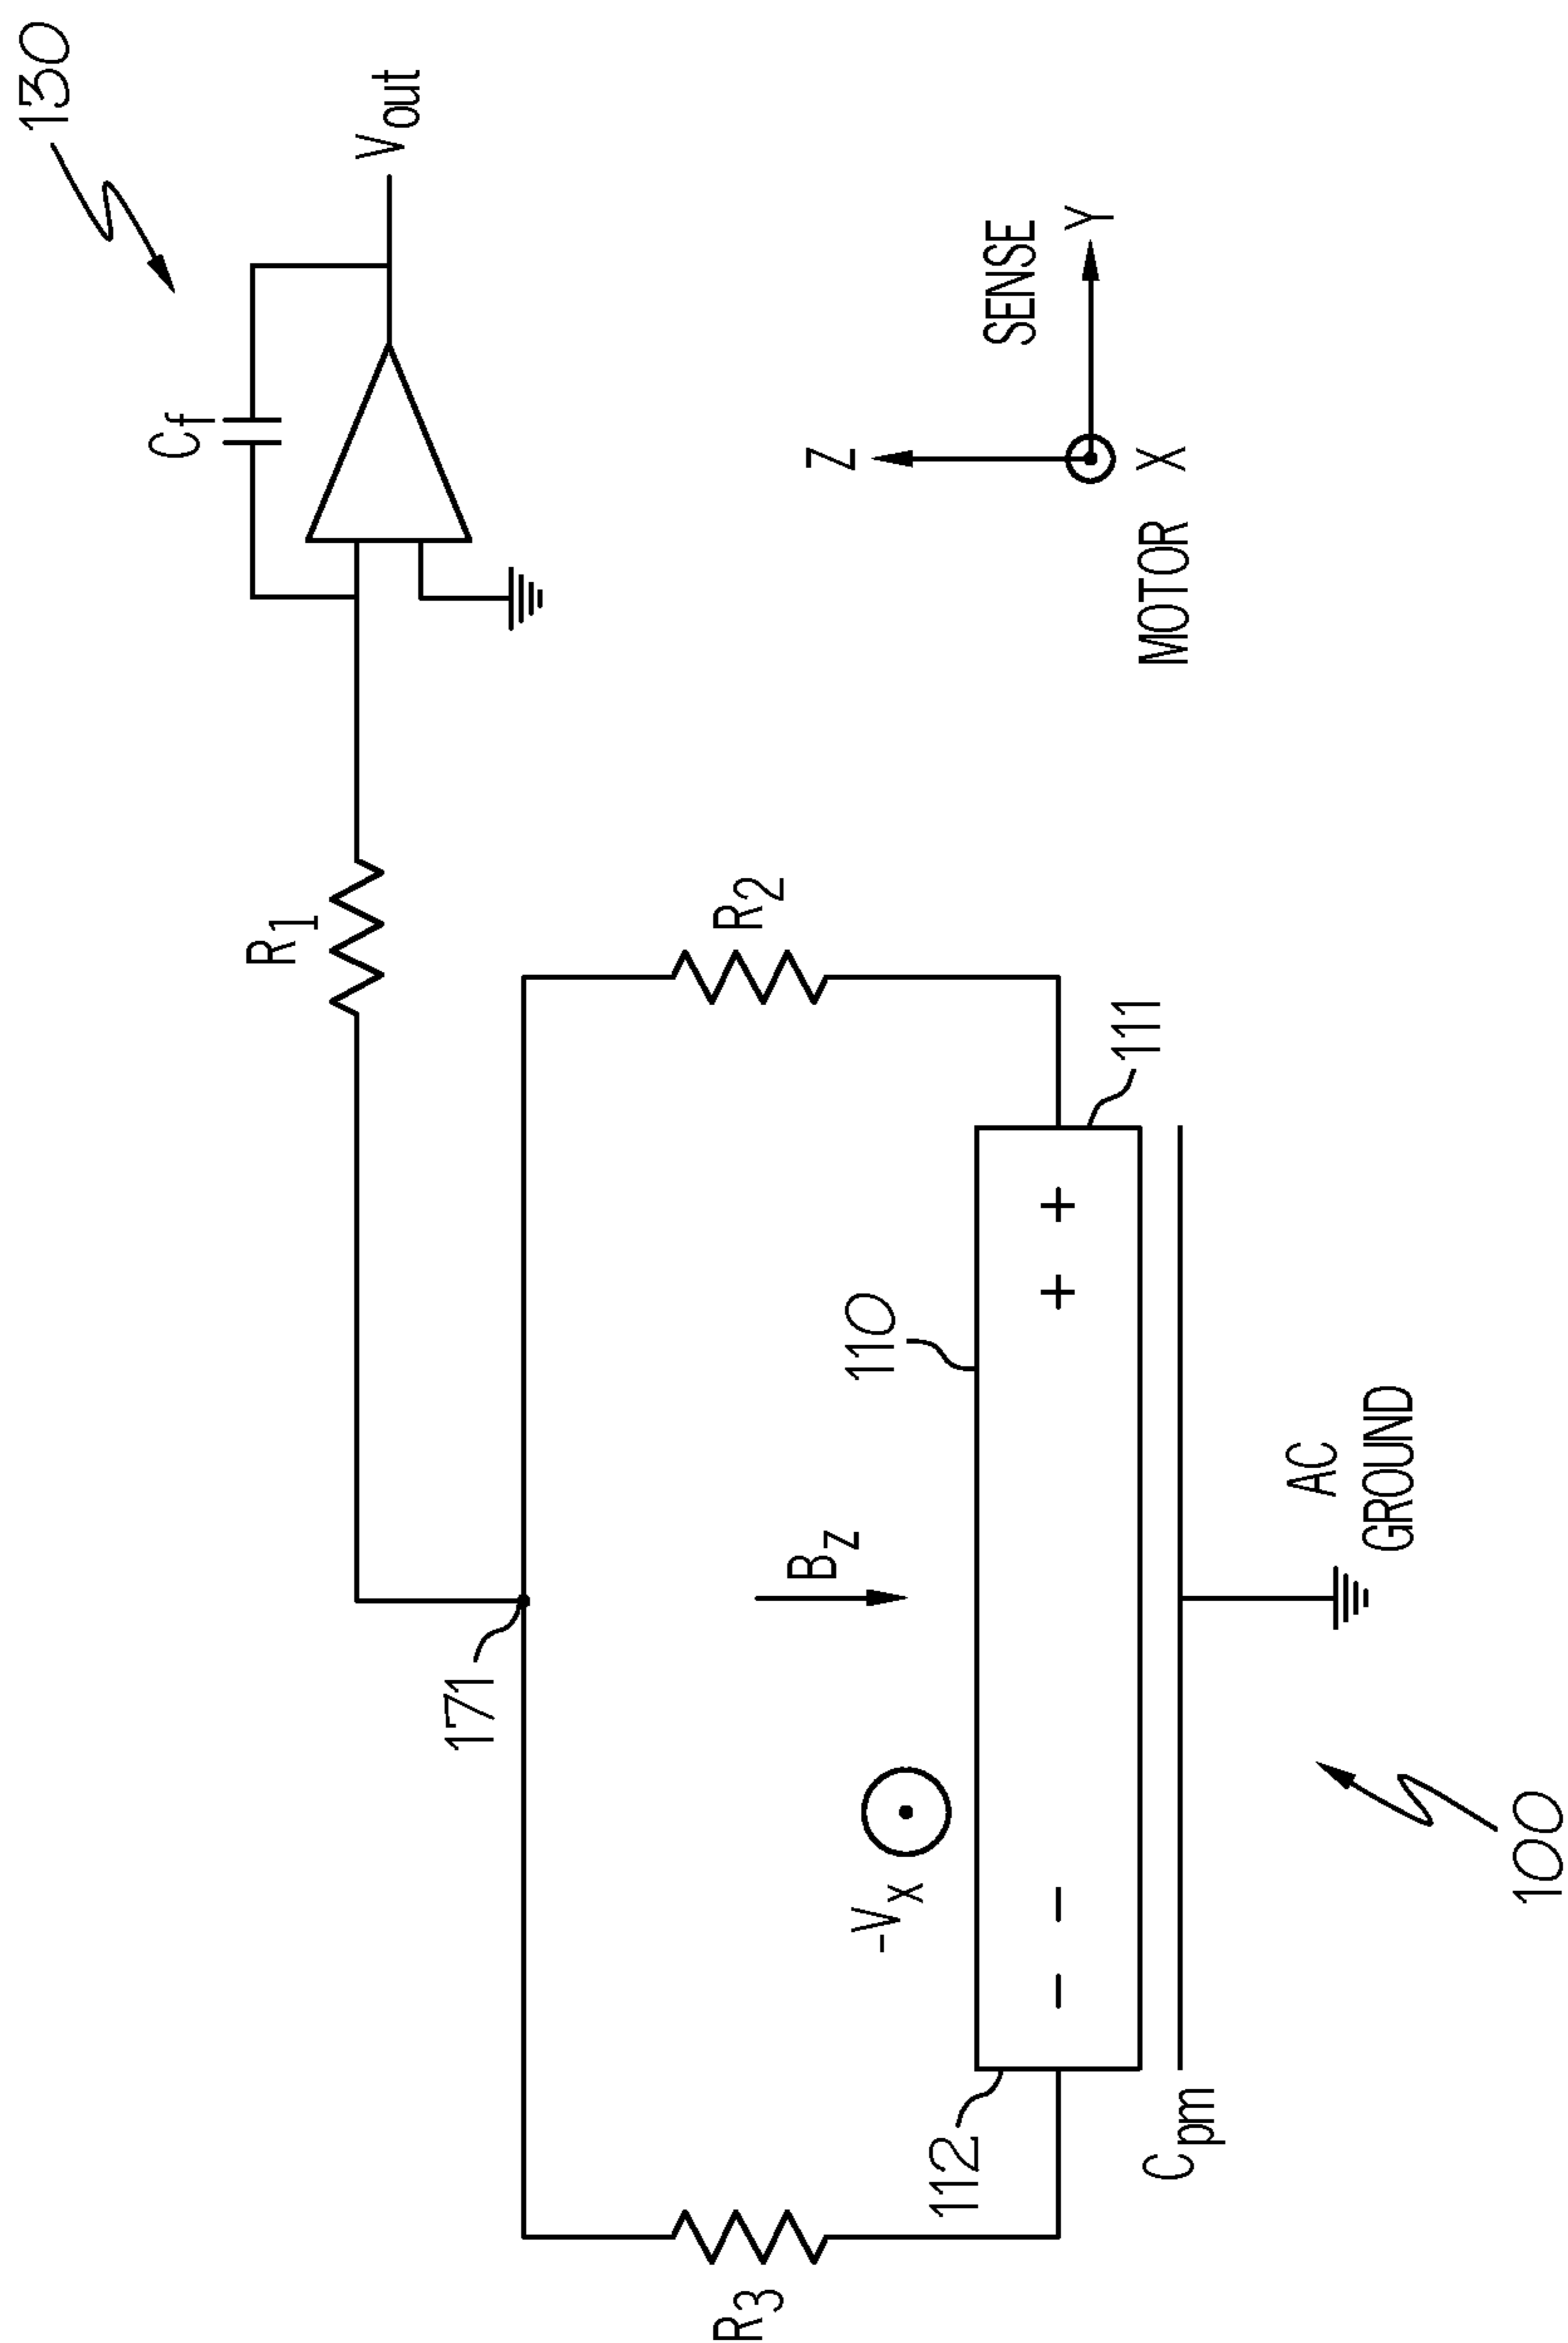 130
Vout
Cf
R1
171
R2
R3
Bz
-Vx
110
111
112
Cpm
AC
GROUND
100
SENSE
Y
Z
X
MOTOR
+ +
- -